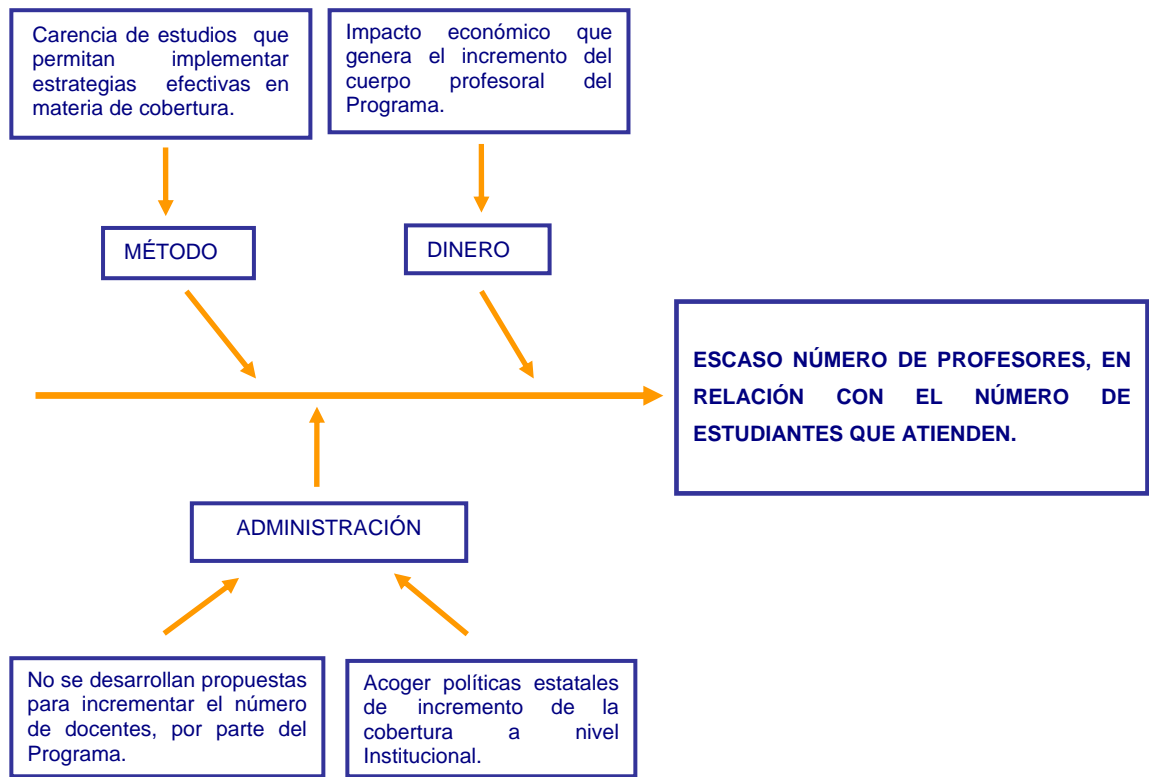 Carencia de estudios que
permitan implementar
estrategias efectivas en
materia de cobertura.
Impacto económico que
genera el incremento del
cuerpo profesoral del
Programa.
MÉTODO
DINERO
ESCASO NÚMERO DE PROFESORES, EN
RELACIÓN CON EL NÚMERO DE
ESTUDIANTES QUE ATIENDEN.
ADMINISTRACIÓN
No se desarrollan propuestas
para incrementar el número
de docentes, por parte del
Programa.
Acoger políticas estatales
de incremento de la
cobertura a nivel
Institucional.